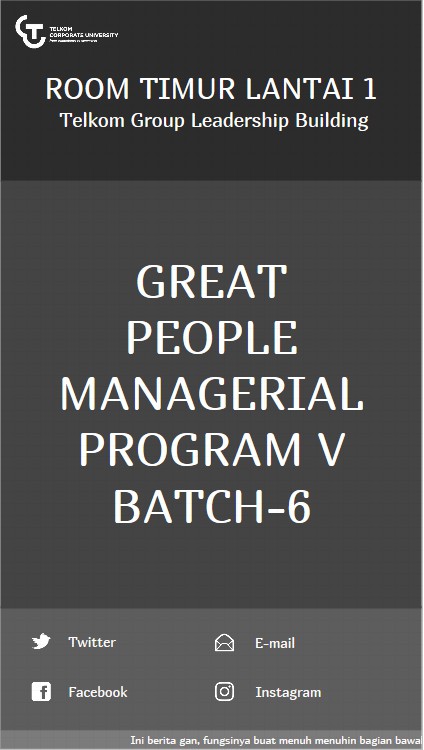 TELKOM
CORPORATE UNIVERSITY
ROOM TIMUR LANTAI 1
Telkom Group Leadership Building
GREAT
PEOPLE
MANAGERIAL
PROGRAM V
BATCH-6
Twitter
E-mail
Facebook
Instagram
Ini berita gan, fungsinya buat menuh menuhin bagian bawal